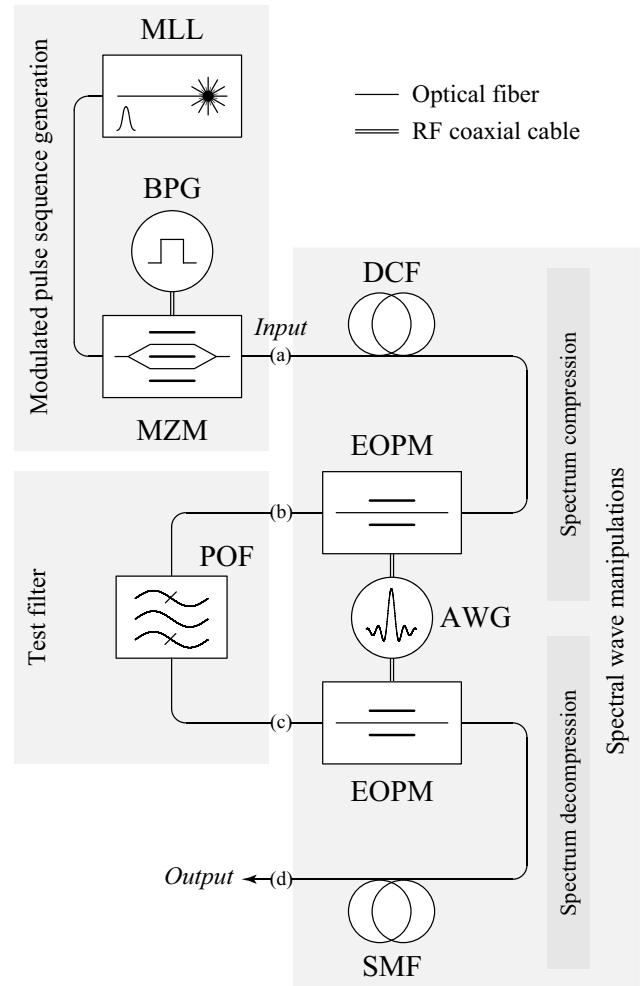 MLL
Modulated pulse sequence generation
Optical fiber
RF coaxial cable
BPG
MZM
Input
(a)
DCF
Spectrum compression
Spectral wave manipulations
EOPM
(b)
POF
Test filter
AWG
(c)
EOPM
Spectrum decompression
Output
(d)
SMF